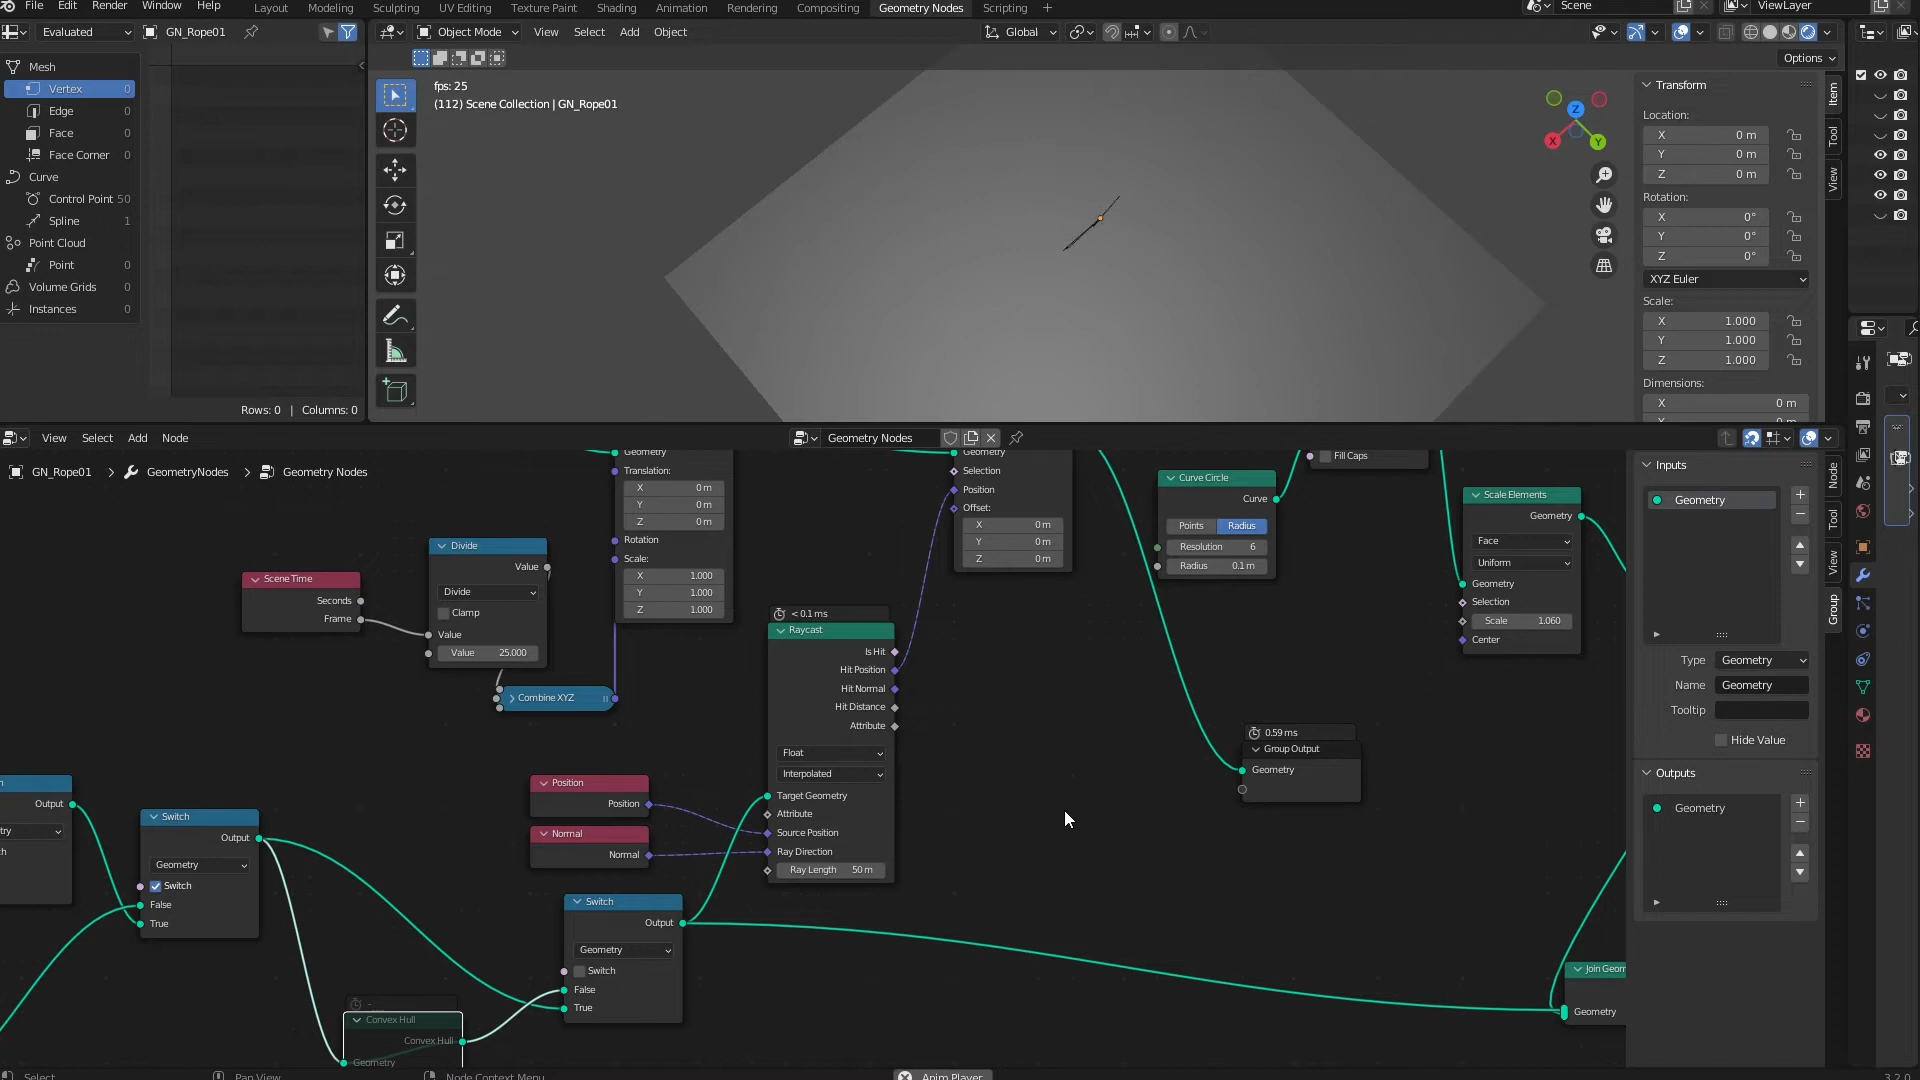 File Edit Render Window Help
Layout Modeling Sculpting UV Editing Texture Paint Shading Animation Rendering Compositing Geometry Nodes Scripting +
Scene
ViewLayer
Evaluated
GN_Rope01
Object Mode View Select Add Object
Global
Options
Mesh
Vertex 0
Edge 0
Face 0
Face Corner 0
Curve
Control Point 50
Spline 1
Point Cloud
Point 0
Volume Grids 0
Instances 0
Rows: 0 | Columns: 0
fps: 25
(112) Scene Collection | GN_Rope01
Z
X
Y
Transform
Location:
X 0 m
Y 0 m
Z 0 m
Rotation:
X 0°
Y 0°
Z 0°
XYZ Euler
Scale:
X 1.000
Y 1.000
Z 1.000
Dimensions:
X 0 m
Item
Tool
View
View Select Add Node
Geometry Nodes
GN_Rope01 > GeometryNodes > Geometry Nodes
Scene Time
Seconds
Frame
Divide
Value
Divide
Clamp
Value
Value 25.000
Combine XYZ
Geometry
Translation:
X 0 m
Y 0 m
Z 0 m
Rotation
Scale:
X 1.000
Y 1.000
Z 1.000
< 0.1 ms
Raycast
Is Hit
Hit Position
Hit Normal
Hit Distance
Attribute
Float
Interpolated
Target Geometry
Attribute
Source Position
Ray Direction
Ray Length 50 m
Position
Position
Normal
Normal
Geometry
Selection
Position
Offset:
X 0 m
Y 0 m
Z 0 m
Curve Circle
Curve
Points Radius
Resolution 6
Radius 0.1 m
Fill Caps
Scale Elements
Geometry
Face
Uniform
Geometry
Selection
Scale 1.060
Center
0.59 ms
Group Output
Geometry
Output
Switch
Output
Geometry
Switch
False
True
Switch
Output
Geometry
Switch
False
True
Convex Hull
Convex Hull
Geometry
Join Geom
Geometry
Inputs
Geometry
Type Geometry
Name Geometry
Tooltip
Hide Value
Outputs
Geometry
Node
Tool
View
Group
Select
Pan View
Node Context Menu
Anim Player
3.2.0